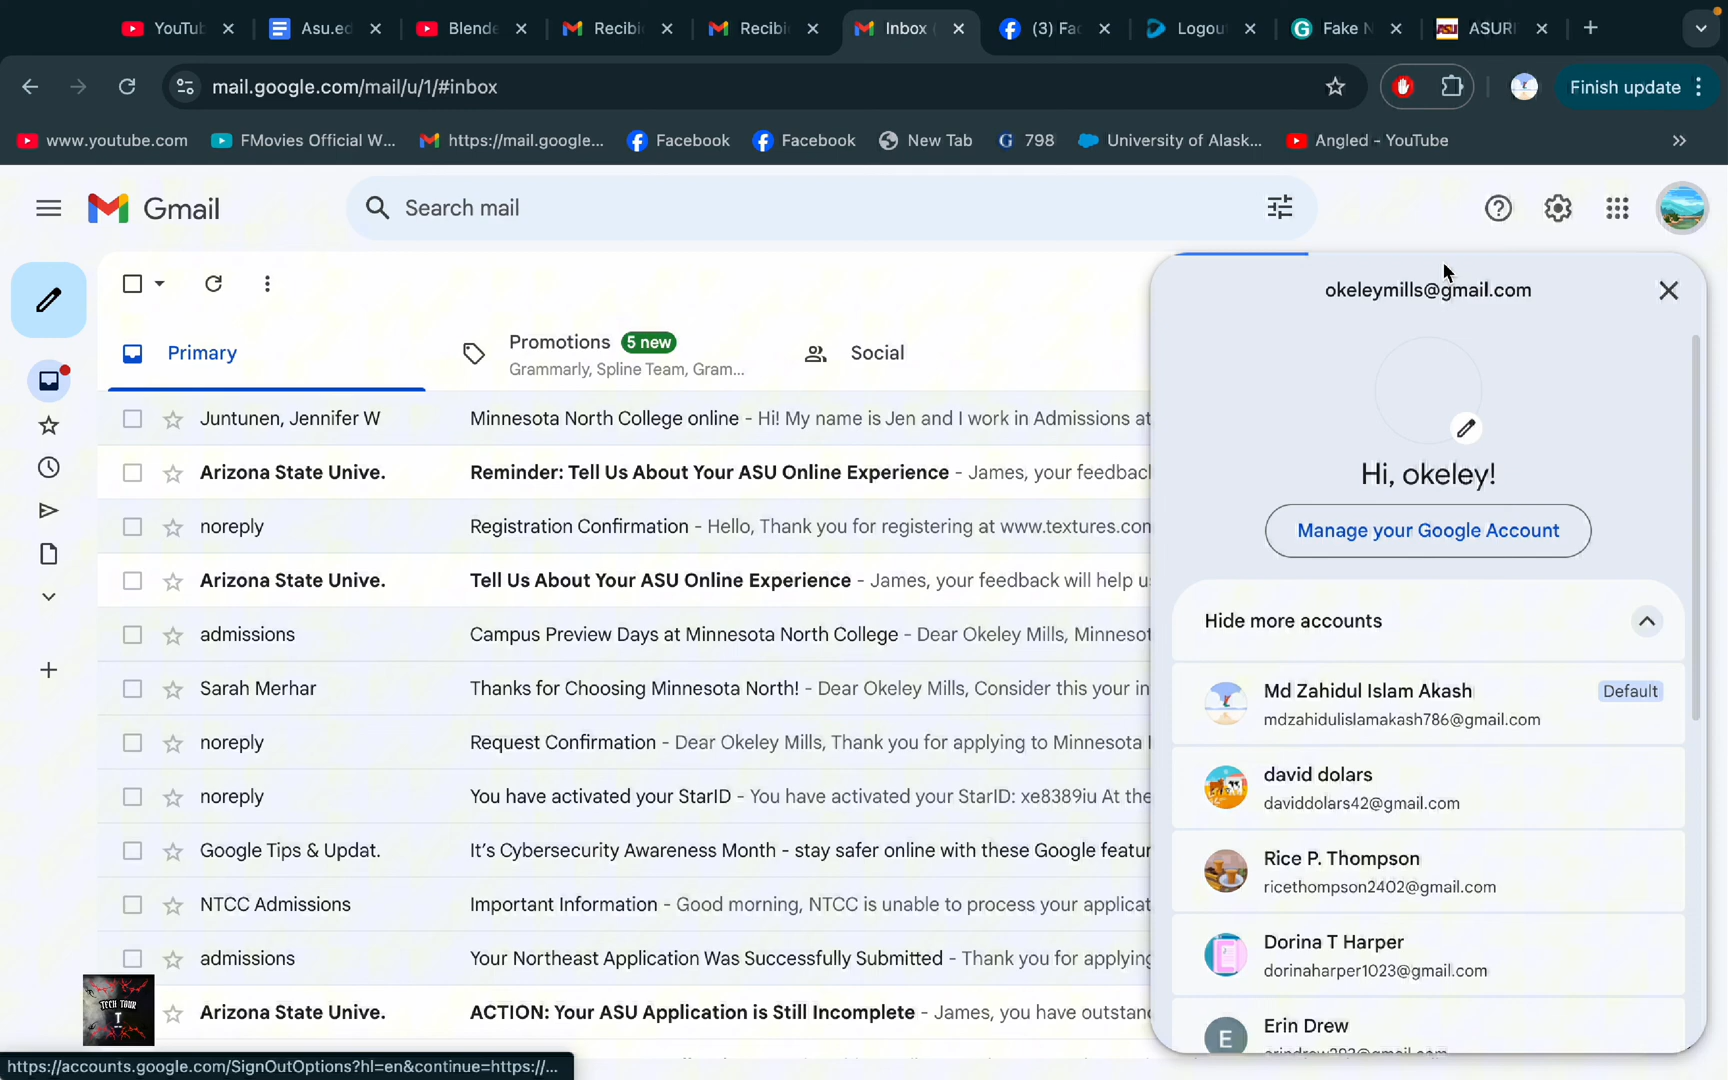 YouTub
Asu.ed
Blende
Recibi
Recibi
Inbox
(3) Fac
Logout
Fake N
ASURI
mail.google.com/mail/u/1/#inbox
Finish update
www.youtube.com
FMovies Official W...
https://mail.google...
Facebook
Facebook
New Tab
798
University of Alask...
Angled - YouTube
Gmail
Search mail
Primary
Promotions 5 new
Grammarly, Spline Team, Gram...
Social
Juntunen, Jennifer W Minnesota North College online - Hi! My name is Jen and I work in Admissions at
Arizona State Unive. Reminder: Tell Us About Your ASU Online Experience - James, your feedback
noreply Registration Confirmation - Hello, Thank you for registering at www.textures.com
Arizona State Unive. Tell Us About Your ASU Online Experience - James, your feedback will help u
admissions Campus Preview Days at Minnesota North College - Dear Okeley Mills, Minnesot
Sarah Merhar Thanks for Choosing Minnesota North! - Dear Okeley Mills, Consider this your in
noreply Request Confirmation - Dear Okeley Mills, Thank you for applying to Minnesota
noreply You have activated your StarID - You have activated your StarID: xe8389iu At the
Google Tips & Updat. It's Cybersecurity Awareness Month - stay safer online with these Google featur
NTCC Admissions Important Information - Good morning, NTCC is unable to process your applicat
admissions Your Northeast Application Was Successfully Submitted - Thank you for applying
Arizona State Unive. ACTION: Your ASU Application is Still Incomplete - James, you have outstan
okeleymills@gmail.com
Hi, okeley!
Manage your Google Account
Hide more accounts
Md Zahidul Islam Akash Default
mdzahidulislamakash786@gmail.com
david dolars
daviddolars42@gmail.com
Rice P. Thompson
ricethompson2402@gmail.com
Dorina T Harper
dorinaharper1023@gmail.com
E
Erin Drew
TECH TOUR
T
https://accounts.google.com/SignOutOptions?hl=en&continue=https://...